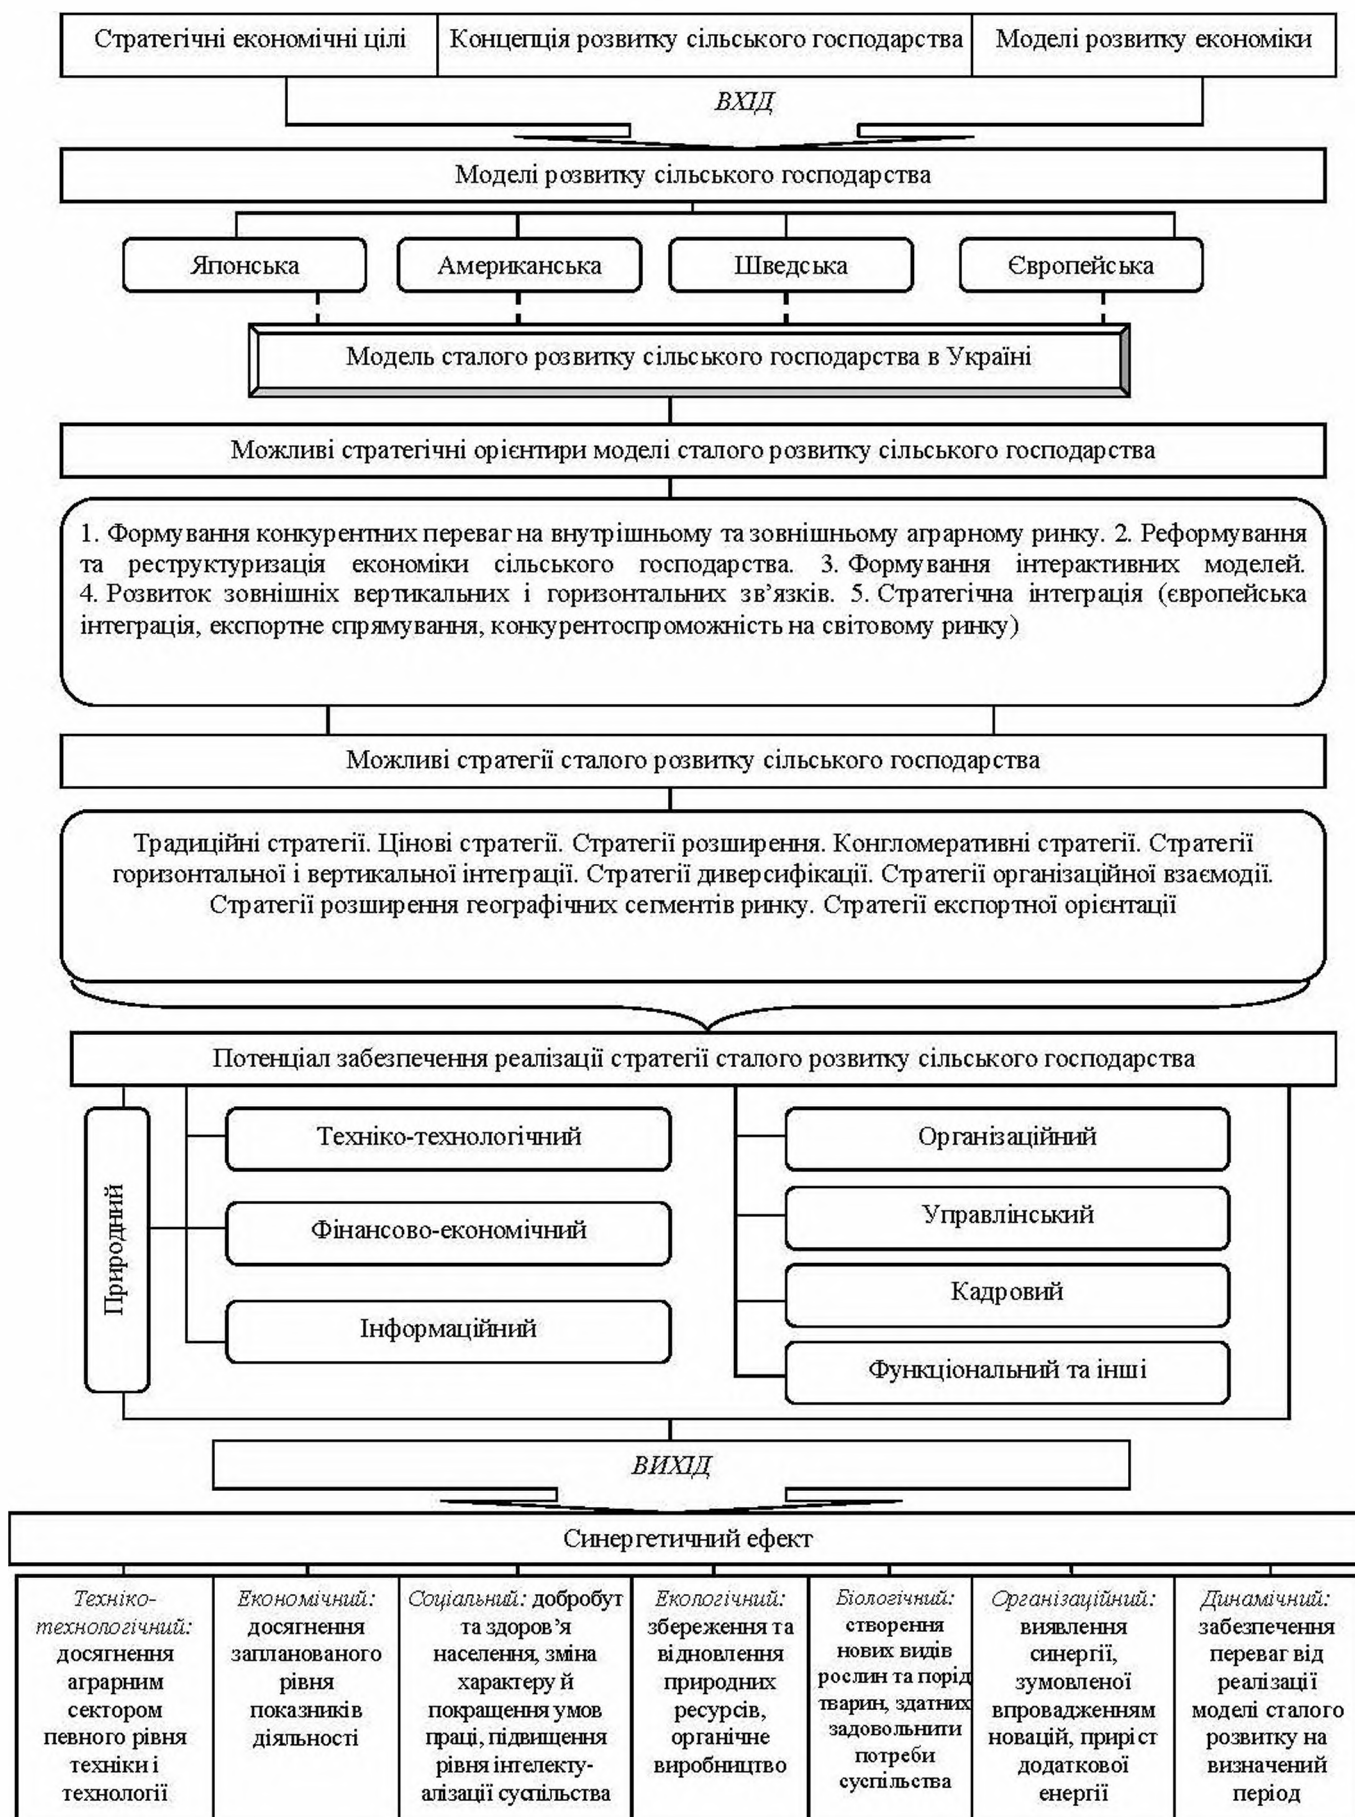 Стратегічні економічні цілі
Концепція розвитку сільського господарства
Моделі розвитку економіки
ВХІД
Моделі розвитку сільського господарства
Японська
Американська
Шведська
Європейська
Модель сталого розвитку сільського господарства в Україні
Можливі стратегічні орієнтири моделі сталого розвитку сільського господарства
1. Формування конкурентних переваг на внутрішньому та зовнішньому аграрному ринку. 2. Реформування
та реструктуризація економіки сільського господарства. 3. Формування інтерактивних моделей.
4. Розвиток зовнішніх вертикальних і горизонтальних зв’язків. 5. Стратегічна інтеграція (європейська
інтеграція, експортне спрямування, конкурентоспроможність на світовому ринку)
Можливі стратегії сталого розвитку сільського господарства
Традиційні стратегії. Цінові стратегії. Стратегії розширення. Конгломеративні стратегії. Стратегії
горизонтальної і вертикальної інтеграції. Стратегії диверсифікації. Стратегії організаційної взаємодії.
Стратегії розширення географічних сегментів ринку. Стратегії експортної орієнтації
Потенціал забезпечення реалізації стратегії сталого розвитку сільського господарства
Природний
Техніко-технологічний
Фінансово-економічний
Інформаційний
Організаційний
Управлінський
Кадровий
Функціональний та інші
ВИХІД
Синергетичний ефект
Техніко-
технологічний:
досягнення
аграрним
сектором
певного рівня
техніки і
технології
Економічний:
досягнення
запланованого
рівня
показників
діяльності
Соціальний: добробут
та здоров’я
населення, зміна
характеру й
покращення умов
праці, підвищення
рівня інтелекту-
алізації суспільства
Екологічний:
збереження та
відновлення
природних
ресурсів,
органічне
виробництво
Біологічний:
створення
нових видів
рослин та порід
тварин, здатних
задовольнити
потреби
суспільства
Організаційний:
виявлення
синергії,
зумовленої
впровадженням
новацій, приріст
додаткової
енергії
Динамічний:
забезпечення
переваг від
реалізації
моделі сталого
розвитку на
визначений
період